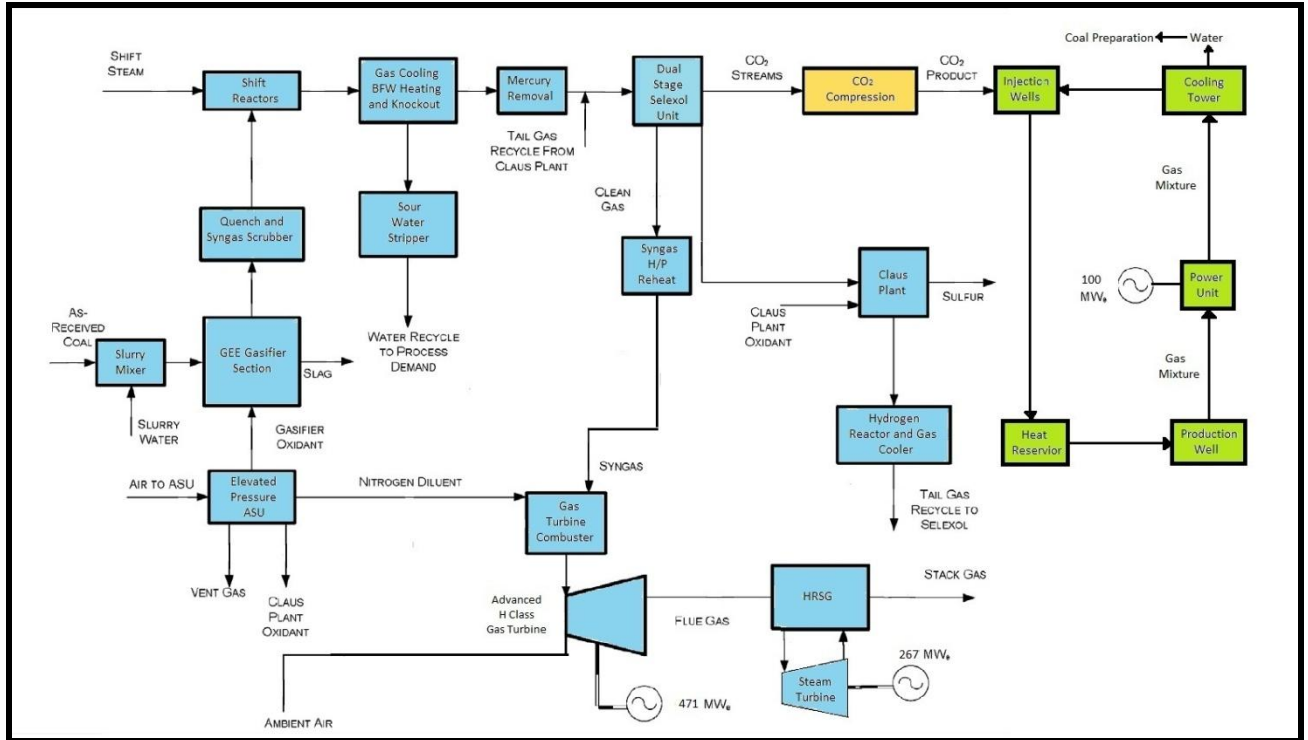 SHIFT
STEAM
Shift
Reactors
Gas Cooling
BFW Heating
and Knockout
Mercury
Removal
TAIL GAS
RECYCLE FROM
CLAUS PLANT
Dual
Stage
Selexol
Unit
CO₂
STREAMS
CO₂
Compression
CO₂
PRODUCT
Injection
Wells
Coal Preparation
Water
Cooling
Tower
Gas
Mixture
Quench and
Syngas Scrubber
Sour
Water
Stripper
CLEAN
GAS
Syngas
H/P
Reheat
Claus
Plant
SULFUR
CLAUS
PLANT
OXIDANT
100
MWₑ
Power
Unit
Gas
Mixture
AS-
RECEIVED
COAL
Slurry
Mixer
SLURRY
WATER
GEE Gasifier
Section
SLAG
GASIFIER
OXIDANT
WATER RECYCLE
TO PROCESS
DEMAND
Hydrogen
Reactor and Gas
Cooler
TAIL GAS
RECYCLE TO
SELEXOL
Heat
Reservior
Production
Well
AIR TO ASU
Elevated
Pressure
ASU
NITROGEN DILUENT
SYNGAS
Gas
Turbine
Combuster
VENT GAS
CLAUS
PLANT
OXIDANT
Advanced
H Class
Gas Turbine
FLUE GAS
HRSG
STACK GAS
Steam
Turbine
267 MWₑ
471 MWₑ
AMBIENT AIR